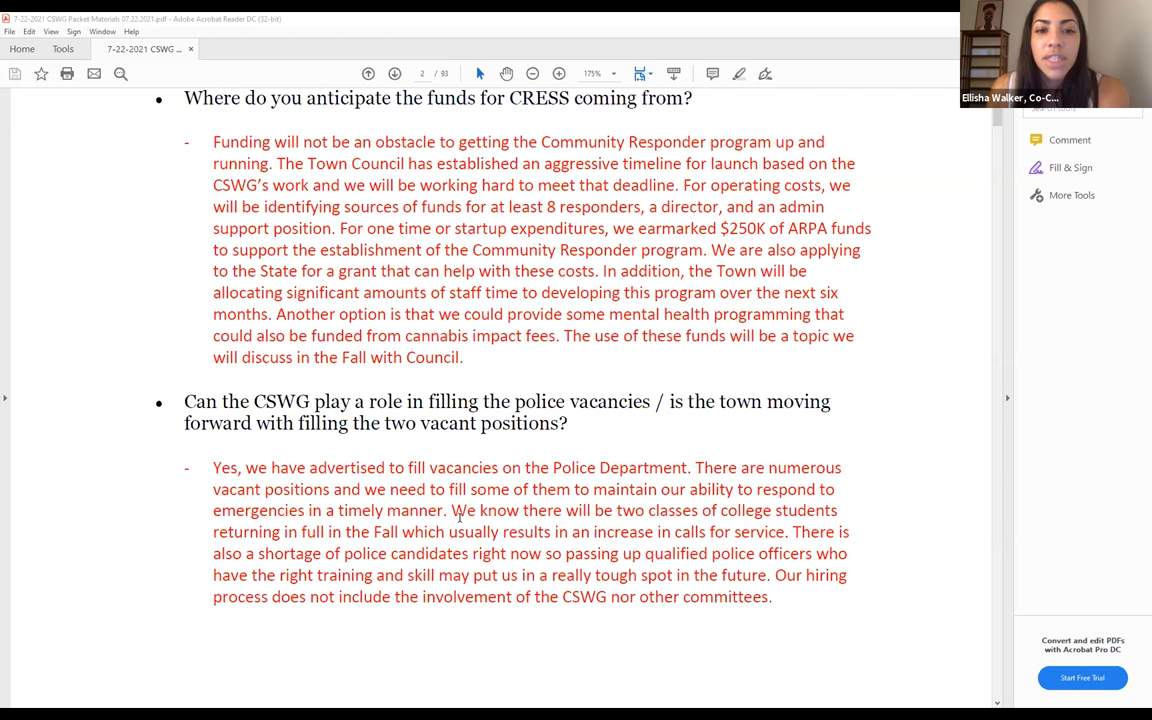 7-22-2021 CSWG Packet Materials 07.22.2021.pdf - Adobe Acrobat Reader DC (32-bit)
File Edit View Sign Window Help
Home Tools 7-22-2021 CSWG ... ×
2 / 93 175%
Ellisha Walker, Co-C...
Comment
Fill & Sign
More Tools
• Where do you anticipate the funds for CRESS coming from?
- Funding will not be an obstacle to getting the Community Responder program up and
running. The Town Council has established an aggressive timeline for launch based on the
CSWG's work and we will be working hard to meet that deadline. For operating costs, we
will be identifying sources of funds for at least 8 responders, a director, and an admin
support position. For one time or startup expenditures, we earmarked $250K of ARPA funds
to support the establishment of the Community Responder program. We are also applying
to the State for a grant that can help with these costs. In addition, the Town will be
allocating significant amounts of staff time to developing this program over the next six
months. Another option is that we could provide some mental health programming that
could also be funded from cannabis impact fees. The use of these funds will be a topic we
will discuss in the Fall with Council.
• Can the CSWG play a role in filling the police vacancies / is the town moving
forward with filling the two vacant positions?
- Yes, we have advertised to fill vacancies on the Police Department. There are numerous
vacant positions and we need to fill some of them to maintain our ability to respond to
emergencies in a timely manner. We know there will be two classes of college students
returning in full in the Fall which usually results in an increase in calls for service. There is
also a shortage of police candidates right now so passing up qualified police officers who
have the right training and skill may put us in a really tough spot in the future. Our hiring
process does not include the involvement of the CSWG nor other committees.
Convert and edit PDFs
with Acrobat Pro DC
Start Free Trial